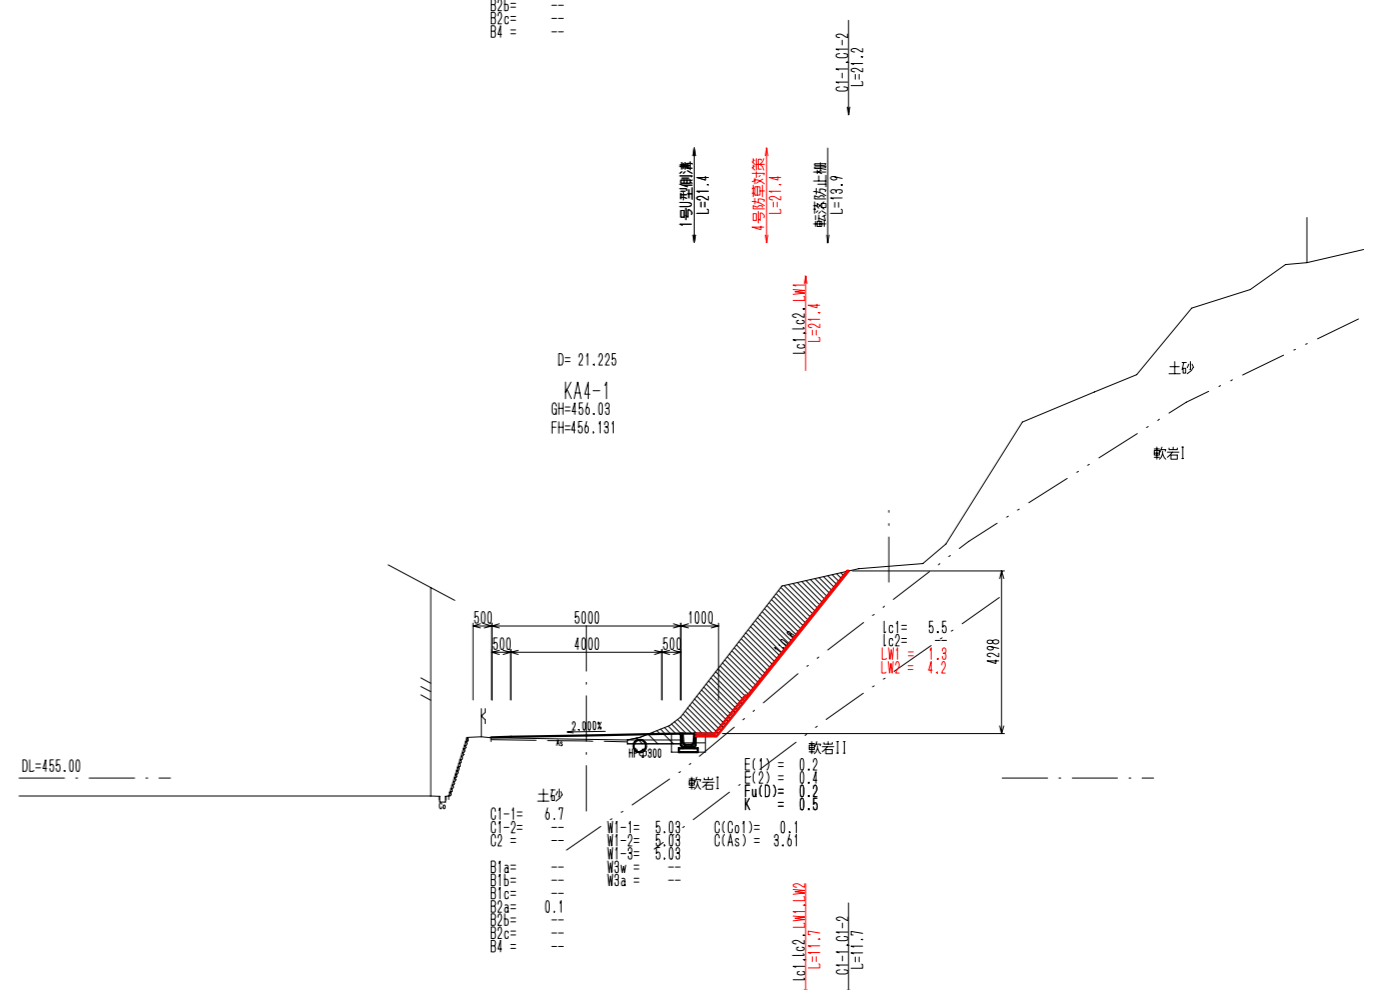 B2b= --
B2c= --
B4 = --
C1-1,C1-2
L=21.2
1号U型側溝
L=21.4
4号防草対策
L=21.4
転落防止柵
L=13.9
lc1,lc2,LW1
L=21.4
D= 21.225
KA4-1
GH=456.03
FH=456.131
土砂
軟岩I
500
5000
1000
500
4000
500
4298
lc1= 5.5
lc2= --
LW1 = 1.3
LW2 = 4.2
2.000%
As
DL=455.00
Co
軟岩II
軟岩I
E(1) = 0.2
E(2) = 0.4
Fu(D)= 0.2
K = 0.5
土砂
C1-1= 6.7
C1-2= --
C2 = --
W1-1= 5.03
W1-2= 5.03
W1-3= 5.03
W3w = --
W3a = --
C(Co1)= 0.1
C(As) = 3.61
B1a= --
B1b= --
B1c= --
B2a= 0.1
B2b= --
B2c= --
B4 = --
lc1,lc2,LW1,LW2
L=11.7
C1-1,C1-2
L=11.7